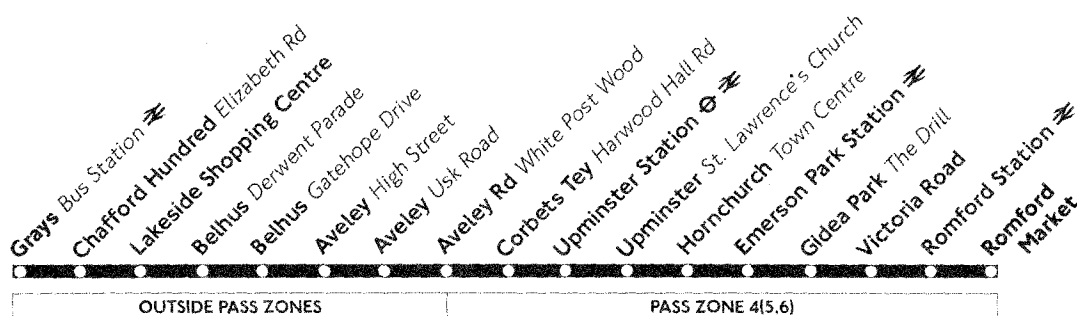 Grays Bus Station
Chafford Hundred Elizabeth Rd
Lakeside Shopping Centre
Belhus Derwent Parade
Belhus Gatehope Drive
Aveley High Street
Aveley Usk Road
Aveley Rd White Post Wood
Corbets Tey Harwood Hall Rd
Upminster Station
Upminster St. Lawrence's Church
Hornchurch Town Centre
Emerson Park Station
Gidea Park The Drill
Victoria Road
Romford Station
Romford
Market
OUTSIDE PASS ZONES
PASS ZONE 4(5,6)